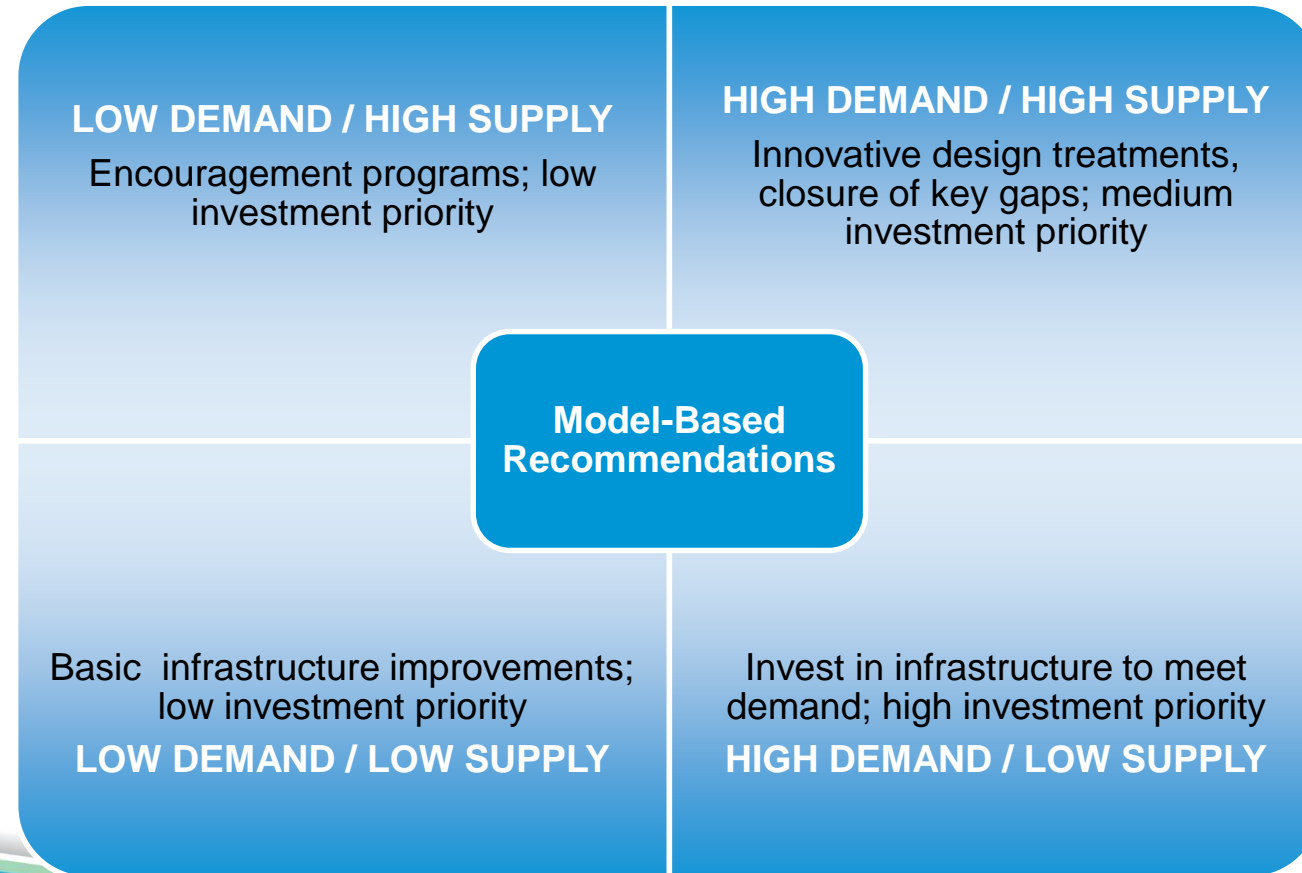 LOW DEMAND / HIGH SUPPLY
Encouragement programs; low
investment priority
HIGH DEMAND / HIGH SUPPLY
Innovative design treatments,
closure of key gaps; medium
investment priority
Model-Based
Recommendations
Basic  infrastructure improvements;
low investment priority
LOW DEMAND / LOW SUPPLY
Invest in infrastructure to meet
demand; high investment priority
HIGH DEMAND / LOW SUPPLY